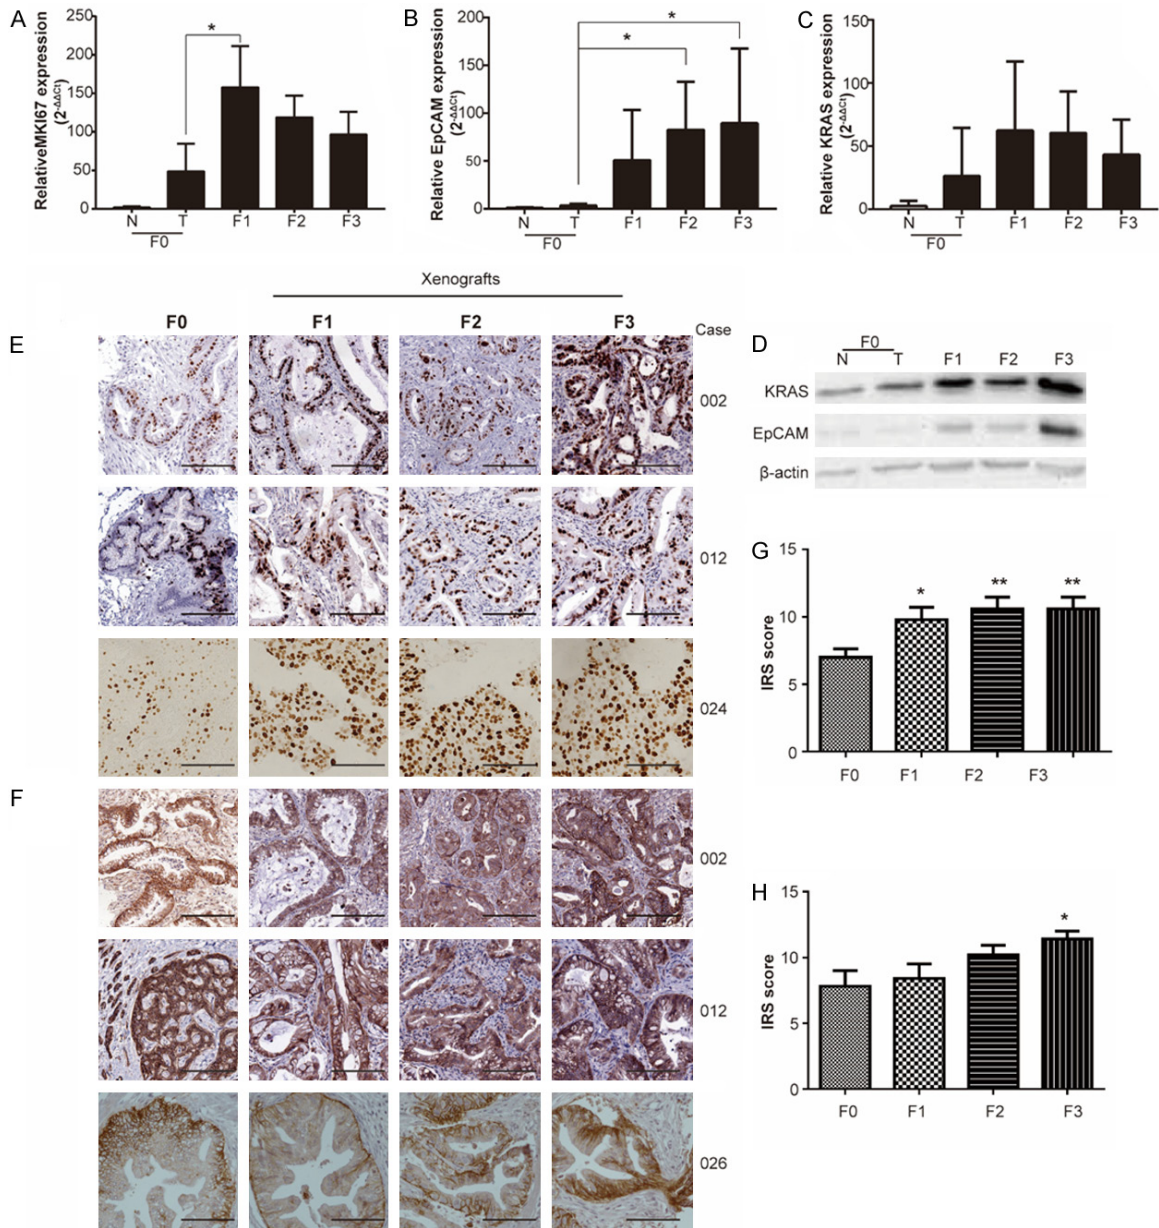 A
RelativeMKI67 expression
(2-ΔΔCt)
250
200
150
100
50
0
*
N
T
F1
F2
F3
F0
B
Relative EpCAM expression
(2-ΔΔCt)
200
150
100
50
0
*
*
N
T
F1
F2
F3
F0
C
Relative KRAS expression
(2-ΔΔCt)
150
100
50
0
N
T
F1
F2
F3
F0
Xenografts
F0
F1
F2
F3
Case
E
002
012
024
F
002
012
026
D
F0
N
T
F1
F2
F3
KRAS
EpCAM
β-actin
G
IRS score
15
10
5
0
*
**
**
F0
F1
F2
F3
H
IRS score
15
10
5
0
*
F0
F1
F2
F3